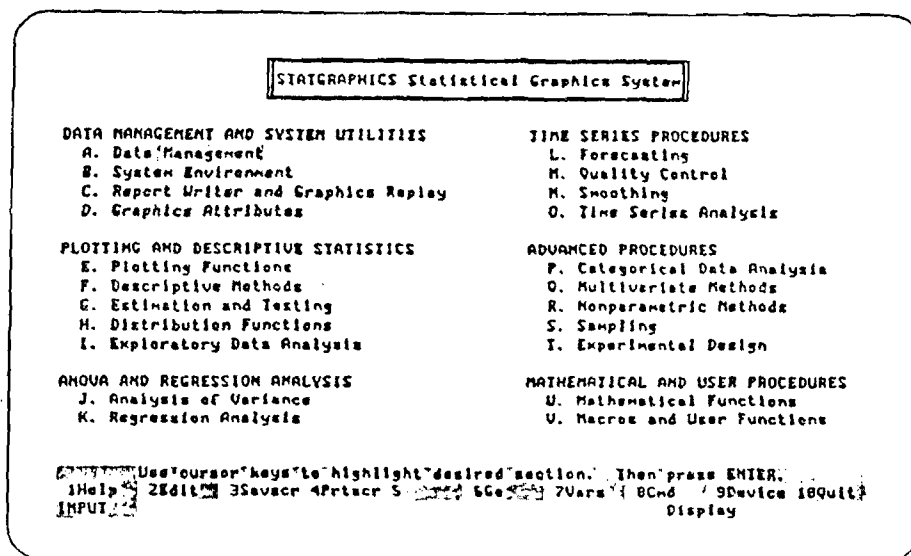 STATGRAPHICS Statistical Graphics System
DATA MANAGEMENT AND SYSTEM UTILITIES
A. Data Management
B. System Environment
C. Report Writer and Graphics Replay
D. Graphics Attributes
PLOTTING AND DESCRIPTIVE STATISTICS
E. Plotting Functions
F. Descriptive Methods
G. Estimation and Testing
H. Distribution Functions
I. Exploratory Data Analysis
ANOVA AND REGRESSION ANALYSIS
J. Analysis of Variance
K. Regression Analysis
TIME SERIES PROCEDURES
L. Forecasting
M. Quality Control
N. Smoothing
O. Time Series Analysis
ADVANCED PROCEDURES
P. Categorical Data Analysis
Q. Multivariate Methods
R. Nonparametric Methods
S. Sampling
T. Experimental Design
MATHEMATICAL AND USER PROCEDURES
U. Mathematical Functions
V. Macros and User Functions
Use cursor keys to highlight desired section. Then press ENTER.
1Help 2Edit 3Savscr 4Prtscr 5 6Go 7Vars 8Cmd 9Device 10Quit
INPUT
Display